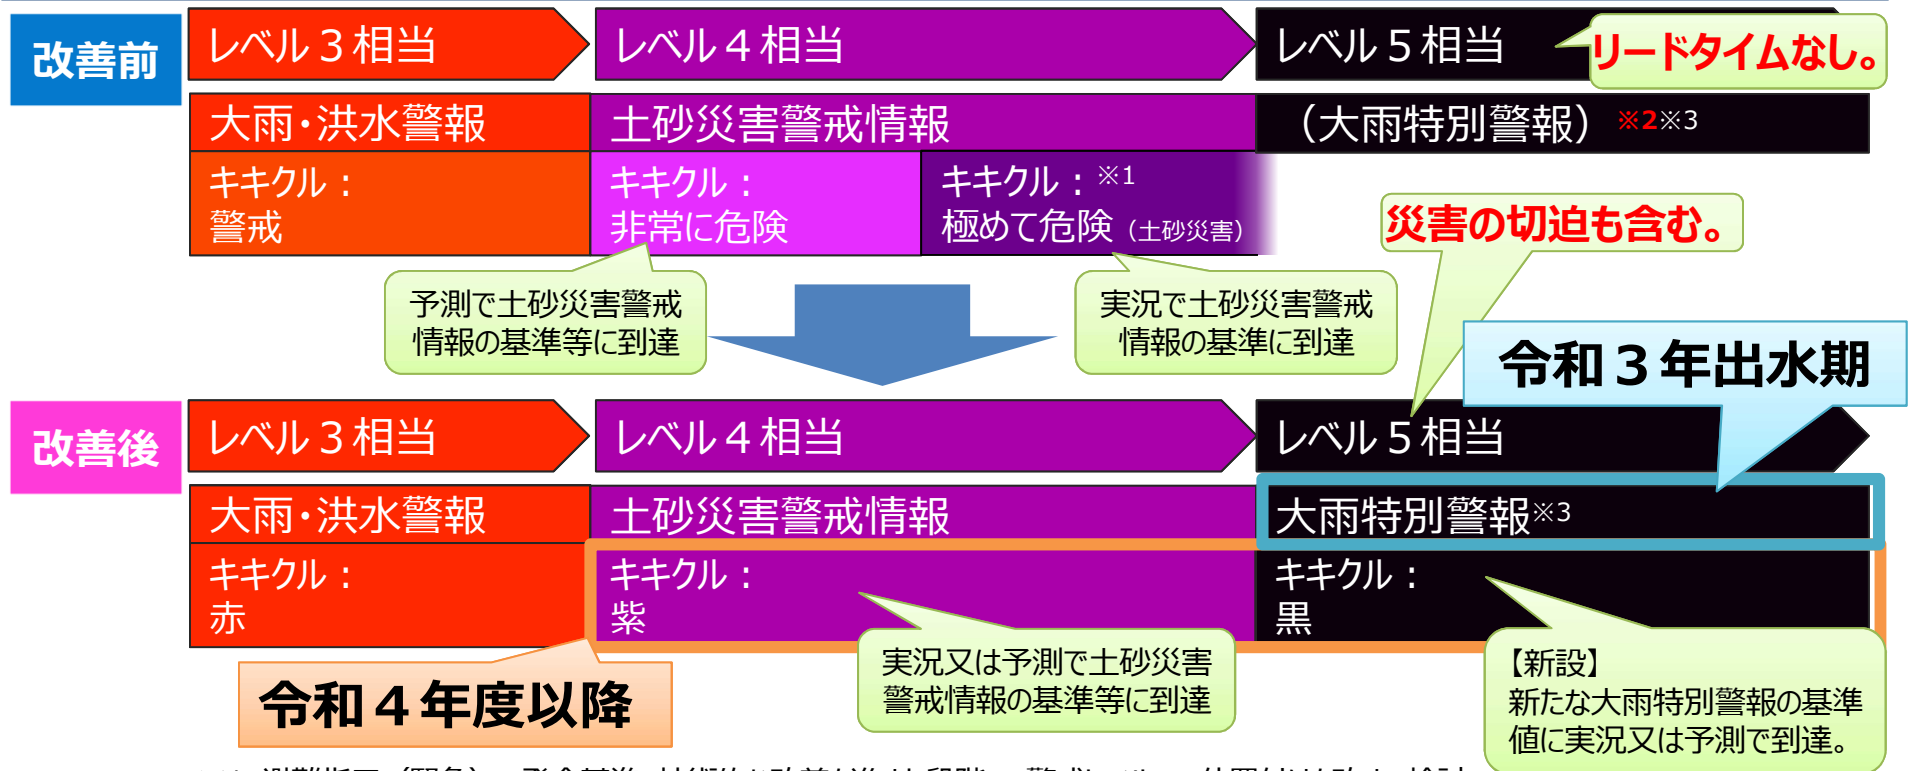 改善前
レベル３相当
レベル４相当
レベル５相当
リードタイムなし。
大雨・洪水警報
土砂災害警戒情報
（大雨特別警報）※2※3
キキクル：
警戒
キキクル：
非常に危険
キキクル：※1
極めて危険（土砂災害）
災害の切迫も含む。
予測で土砂災害警戒
情報の基準等に到達
実況で土砂災害警戒
情報の基準に到達
令和３年出水期
改善後
レベル３相当
レベル４相当
レベル５相当
大雨・洪水警報
土砂災害警戒情報
大雨特別警報※3
キキクル：
赤
キキクル：
紫
キキクル：
黒
令和４年度以降
実況又は予測で土砂災害
警戒情報の基準等に到達
【新設】
新たな大雨特別警報の基準
値に実況又は予測で到達。